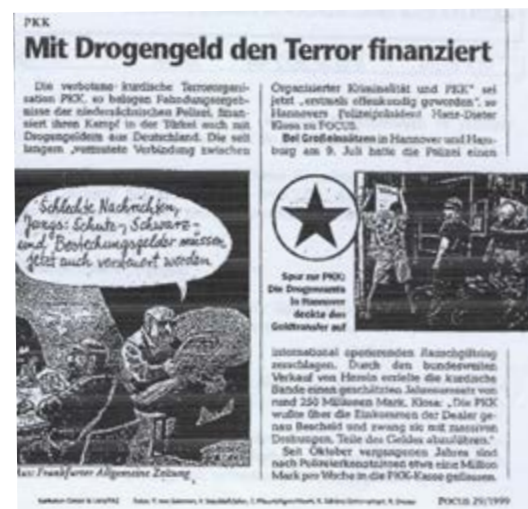 PKK
Mit Drogengeld den Terror finanziert
Die verbotene kurdische Terrororgani-
sation PKK, so belegen Fahndungsergeb-
nisse der niedersächsischen Polizei, finan-
ziert ihren Kampf in der Türkei auch mit
Drogengeldern aus Deutschland. Die seit
langem „vermutete Verbindung zwischen
Schlechte Nachrichten,
Jungs: Schutz-, Schwarz-
und Bestechungsgelder müssen
jetzt auch versteuert werden
Aus: Frankfurter Allgemeine Zeitung
Organisierter Kriminalität und PKK“ sei
jetzt „erstmals offenkundig geworden“, so
Hannovers Polizeipräsident Hans-Dieter
Klosa zu FOCUS.
Bei Großeinsätzen in Hannover und Ham-
burg am 9. Juli hatte die Polizei einen
Spur zur PKK:
Die Drogenrazzia
in Hannover
deckte den
Geldtransfer auf
international operierenden Rauschgiftring
zerschlagen. Durch den bundesweiten
Verkauf von Heroin erzielte die kurdische
Bande einen geschätzten Jahresumsatz von
rund 250 Millionen Mark. Klosa: „Die PKK
wußte über die Einkommen der Dealer ge-
nau Bescheid und zwang sie mit massiven
Drohungen, Teile des Geldes abzuführen.“
Seit Oktober vergangenen Jahres sind
nach Polizeierkenntnissen etwa eine Million
Mark pro Woche in die PKK-Kasse geflossen.
FOCUS 29/1999